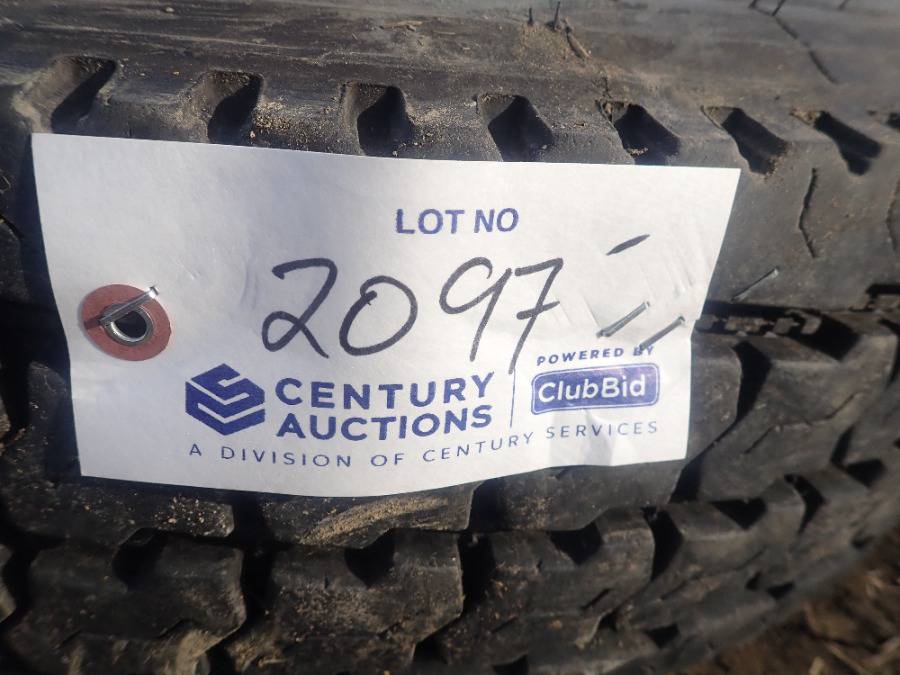 LOT NO
2097
CENTURY
AUCTIONS
POWERED BY
ClubBid
A DIVISION OF CENTURY SERVICES